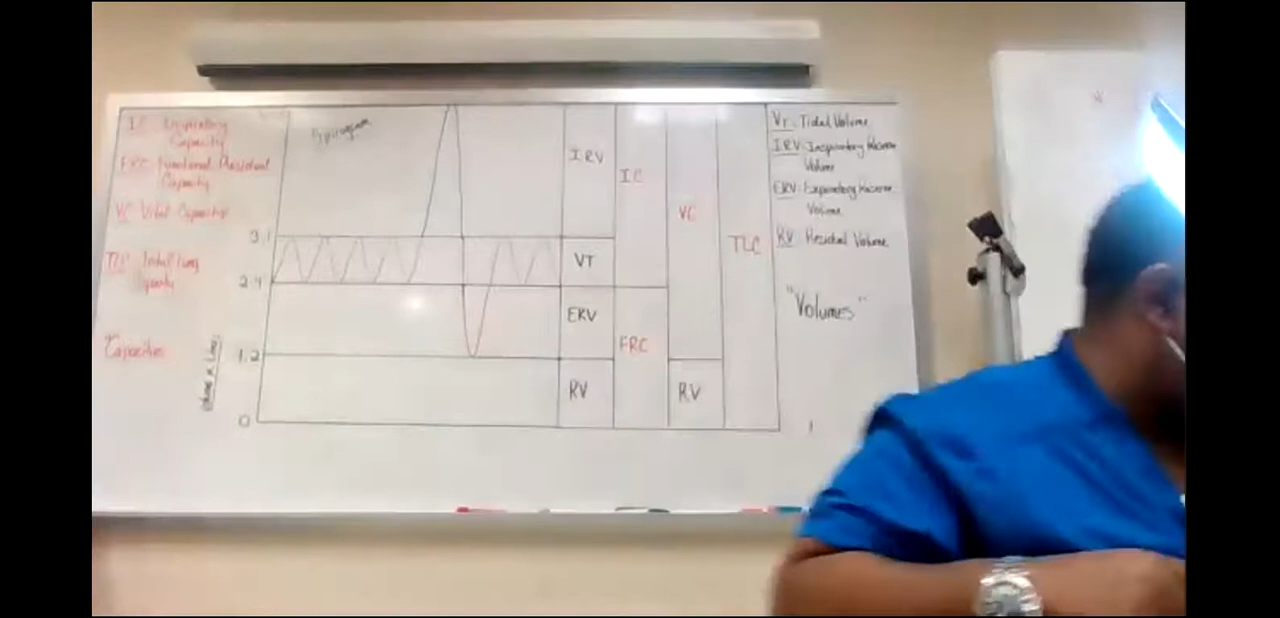 IC Inspiratory
Capacity
FRC Functional Residual
Capacity
VC Vital Capacity
TLC Total lung
Capacities
Spirogram
3.1
2.4
1.2
0
IRV
VT
ERV
RV
IC
FRC
VC
RV
TLC
VT: Tidal Volume
IRV: Inspiratory Reserve
Volume
ERV: Expiratory Reserve
Volume
RV Residual Volume
"Volumes"